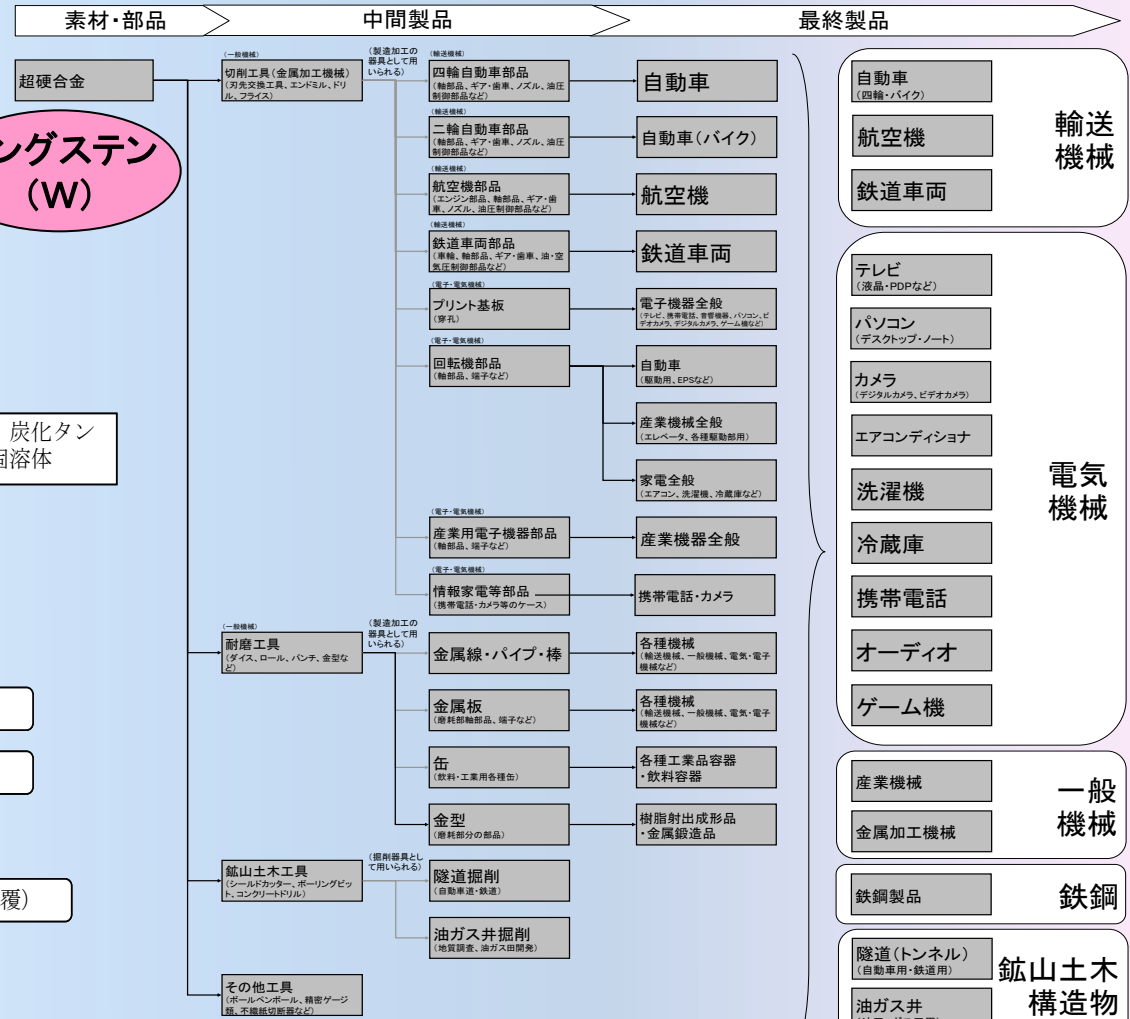 素材・部品
中間製品
最終製品
超硬合金
ングステン
(W)
炭化タン
固溶体
覆)
(一般機械)
切削工具(金属加工機械)
(刃先交換工具、エンドミル、ドリ
ル、フライス)
(製造加工の
器具として用
いられる)
(輸送機械)
四輪自動車部品
(軸部品、ギア・歯車、ノズル、油圧
制御部品など)
自動車
(輸送機械)
二輪自動車部品
(軸部品、ギア・歯車、ノズル、油圧
制御部品など)
自動車(バイク)
(輸送機械)
航空機部品
(エンジン部品、軸部品、ギア・歯
車、ノズル、油圧制御部品など)
航空機
(輸送機械)
鉄道車両部品
(車輪、軸部品、ギア・歯車、油・空
気圧制御部品など)
鉄道車両
(電子・電気機械)
プリント基板
(穿孔)
電子機器全般
(テレビ、携帯電話、音響機器、パソコン、ビ
デオカメラ、デジタルカメラ、ゲーム機など)
(電子・電気機械)
回転機部品
(軸部品、端子など)
自動車
(駆動用、EPSなど)
産業機械全般
(エレベータ、各種駆動部用)
家電全般
(エアコン、洗濯機、冷蔵庫など)
(電子・電気機械)
産業用電子機器部品
(軸部品、端子など)
産業機器全般
(電子・電気機械)
情報家電等部品
(携帯電話・カメラ等のケース)
携帯電話・カメラ
(一般機械)
耐磨工具
(ダイス、ロール、パンチ、金型な
ど)
(製造加工の
器具として用
いられる)
金属線・パイプ・棒
各種機械
(輸送機械、一般機械、電気・電子
機械など)
金属板
(磨耗部軸部品、端子など)
各種機械
(輸送機械、一般機械、電気・電子
機械など)
缶
(飲料・工業用各種缶)
各種工業品容器
・飲料容器
金型
(磨耗部分の部品)
樹脂射出成形品
・金属鍛造品
鉱山土木工具
(シールドカッター、ボーリングビッ
ト、コンクリートドリル)
(掘削器具とし
て用いられる)
隧道掘削
(自動車道・鉄道)
油ガス井掘削
(地質調査、油ガス田開発)
その他工具
(ボールペンボール、精密ゲージ
類、不織紙切断器など)
自動車
(四輪・バイク)
航空機
鉄道車両
輸送
機械
テレビ
(液晶・PDPなど)
パソコン
(デスクトップ・ノート)
カメラ
(デジタルカメラ、ビデオカメラ)
エアコンディショナ
洗濯機
冷蔵庫
携帯電話
オーディオ
ゲーム機
電気
機械
産業機械
金属加工機械
一般
機械
鉄鋼製品
鉄鋼
隧道(トンネル)
(自動車用・鉄道用)
油ガス井
鉱山土木
構造物